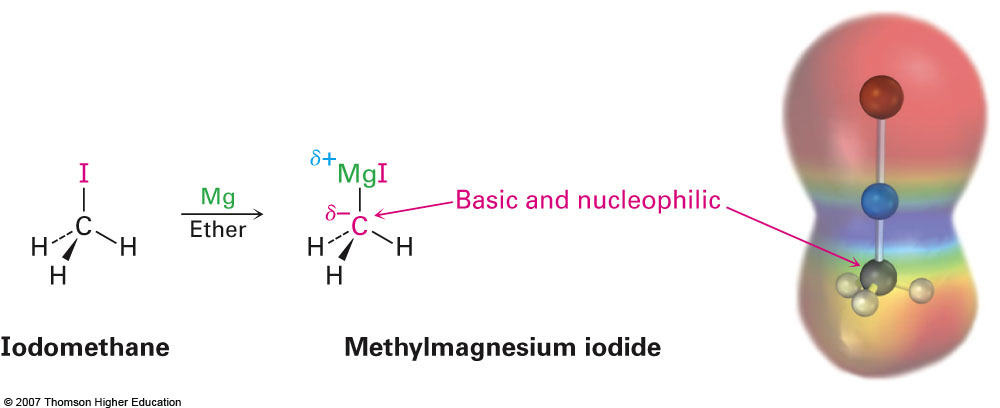 I
C
H
H
H
Mg
Ether
δ+
MgI
δ–
C
H
H
H
Basic and nucleophilic
Iodomethane
Methylmagnesium iodide
© 2007 Thomson Higher Education